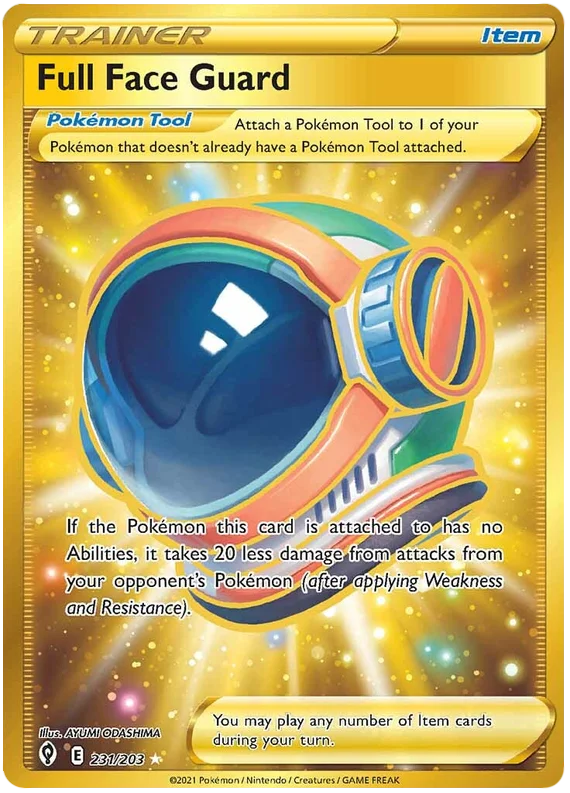 TRAINER
Item
Full Face Guard
Pokémon Tool
Attach a Pokémon Tool to 1 of your
Pokémon that doesn't already have a Pokémon Tool attached.
If the Pokémon this card is attached to has no
Abilities, it takes 20 less damage from attacks from
your opponent's Pokémon (after applying Weakness
and Resistance).
You may play any number of Item cards
during your turn.
Illus. AYUMI ODASHIMA
E 231/203 ★
©2021 Pokémon / Nintendo / Creatures / GAME FREAK